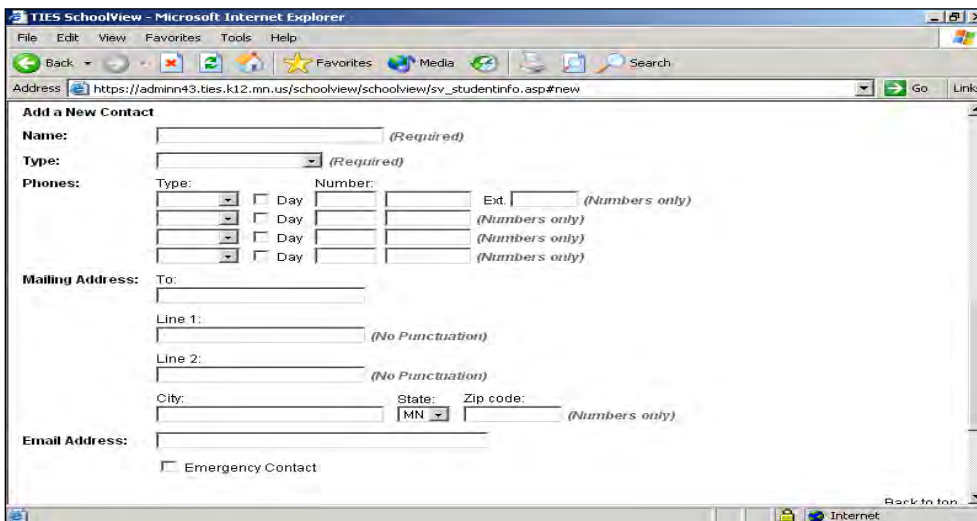 TIES SchoolView - Microsoft Internet Explorer
File Edit View Favorites Tools Help
Back Favorites Media Search
Address https://adminn43.ties.k12.mn.us/schoolview/schoolview/sv_studentinfo.asp#new Go Links
Add a New Contact
Name: (Required)
Type: (Required)
Phones: Type: Number:
Day Ext. (Numbers only)
Day (Numbers only)
Day (Numbers only)
Day (Numbers only)
Mailing Address: To:
Line 1:
(No Punctuation)
Line 2:
(No Punctuation)
City: State: Zip code:
MN (Numbers only)
Email Address:
Emergency Contact
Back to top
Internet